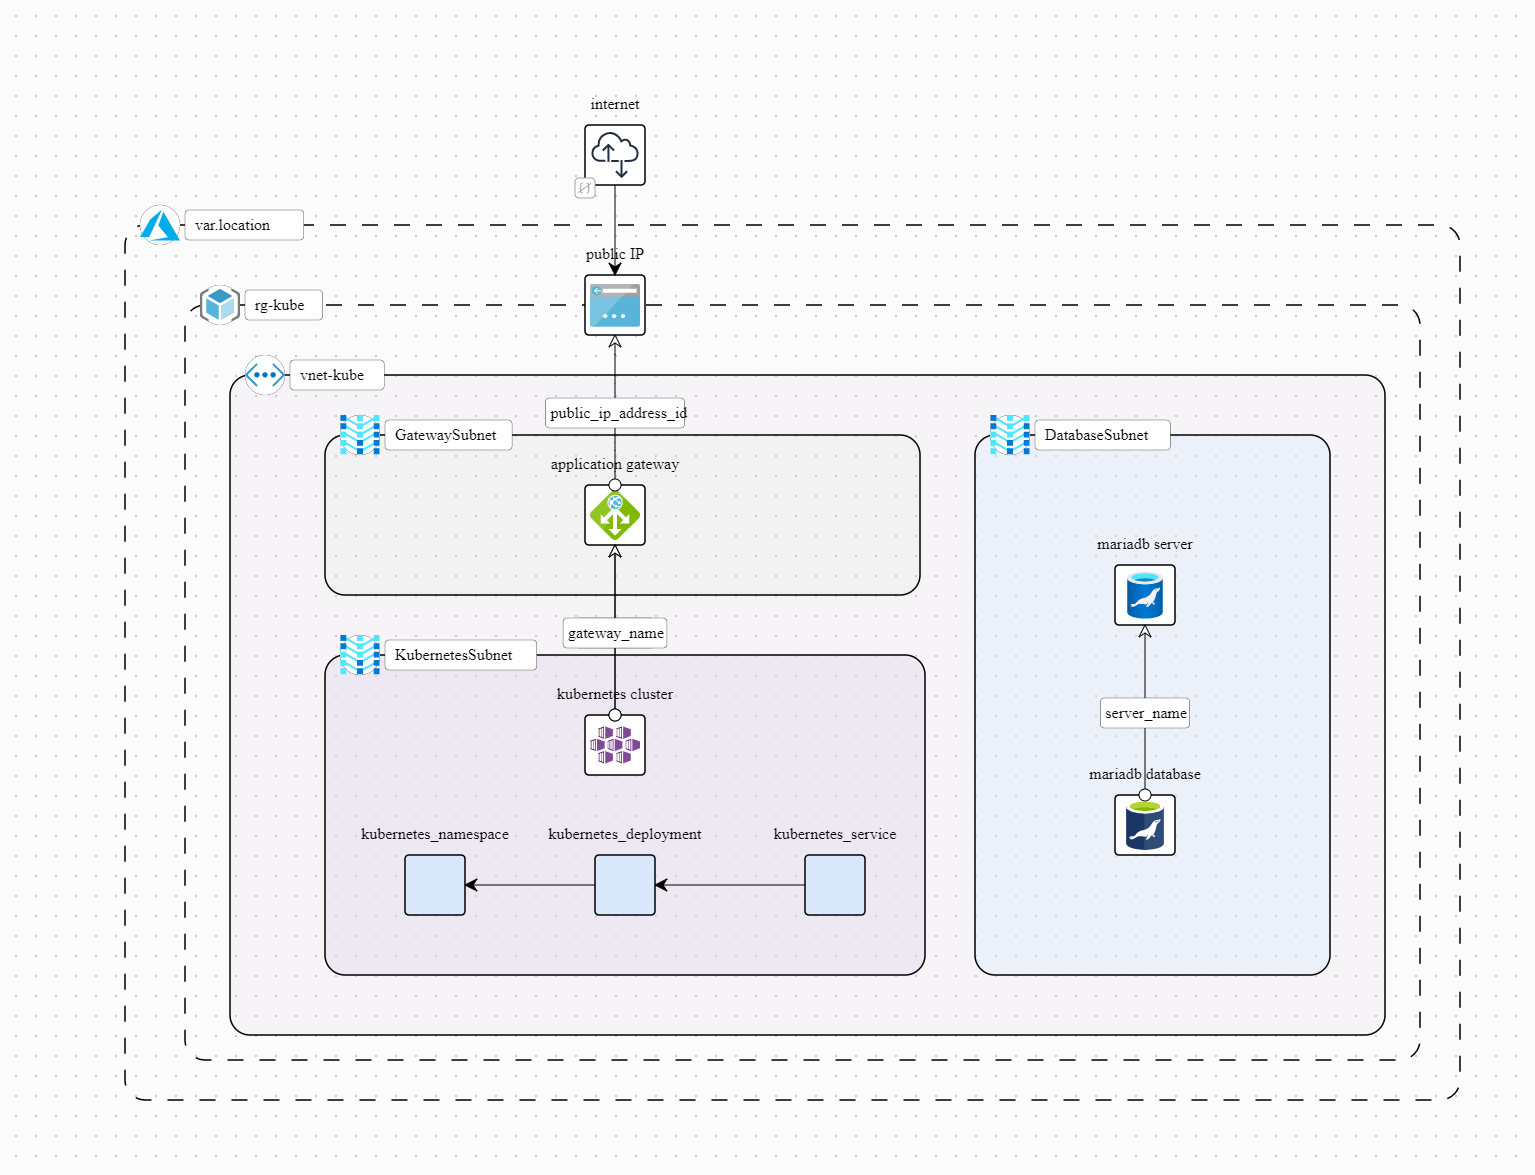 internet
var.location
public IP
rg-kube
vnet-kube
public_ip_address_id
GatewaySubnet
DatabaseSubnet
application gateway
mariadb server
gateway_name
KubernetesSubnet
kubernetes cluster
server_name
mariadb database
kubernetes_namespace
kubernetes_deployment
kubernetes_service